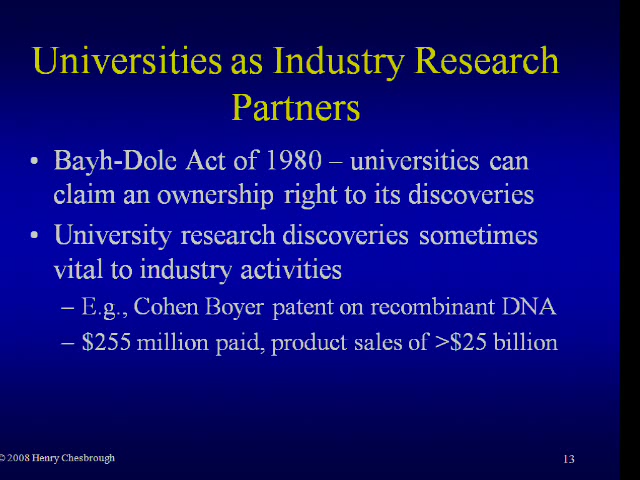 Universities as Industry Research
Partners
• Bayh-Dole Act of 1980 – universities can
claim an ownership right to its discoveries
• University research discoveries sometimes
vital to industry activities
– E.g., Cohen Boyer patent on recombinant DNA
– $255 million paid, product sales of >$25 billion
© 2008 Henry Chesbrough
13